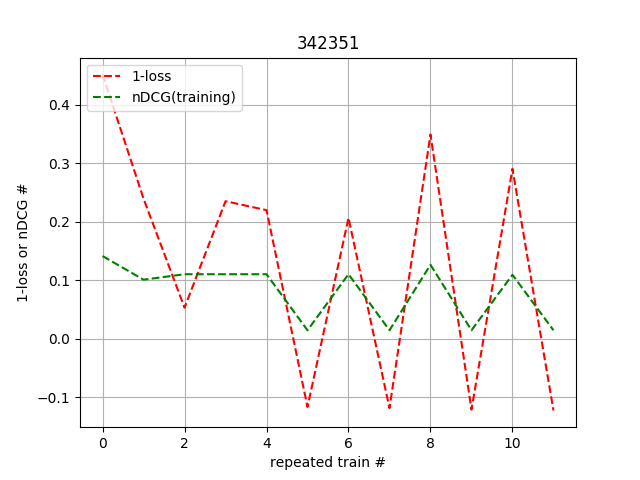 342351
1-loss
nDCG(training)
0.4
0.3
0.2
0.1
0.0
−0.1
1-loss or nDCG #
0 2 4 6 8 10
repeated train #